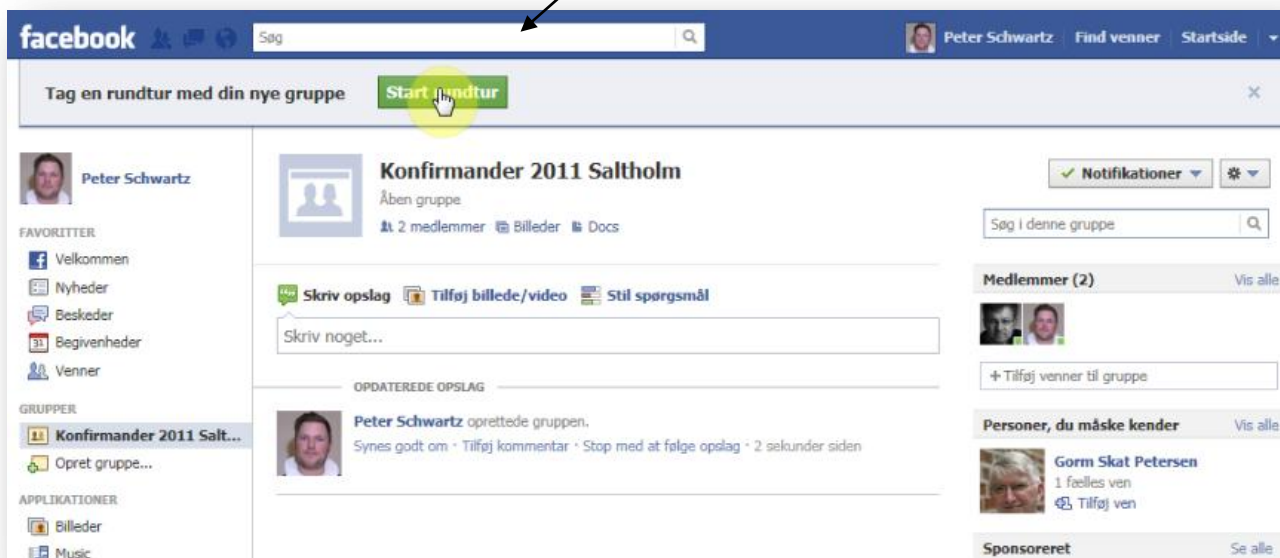 facebook
Søg
Peter Schwartz Find venner Startside
Tag en rundtur med din nye gruppe
Start rundtur
Peter Schwartz
FAVORITTER
Velkommen
Nyheder
Beskeder
31 Begivenheder
Venner
GRUPPER
Konfirmander 2011 Salt...
Opret gruppe...
APPLIKATIONER
Billeder
Music
Konfirmander 2011 Saltholm
Åben gruppe
2 medlemmer Billeder Docs
Skriv opslag Tilføj billede/video Stil spørgsmål
Skriv noget...
OPDATEREDE OPSLAG
Peter Schwartz oprettede gruppen.
Synes godt om · Tilføj kommentar · Stop med at følge opslag · 2 sekunder siden
Notifikationer
Søg i denne gruppe
Medlemmer (2) Vis alle
+ Tilføj venner til gruppe
Personer, du måske kender Vis alle
Gorm Skat Petersen
1 fælles ven
Tilføj ven
Sponsoreret Se alle